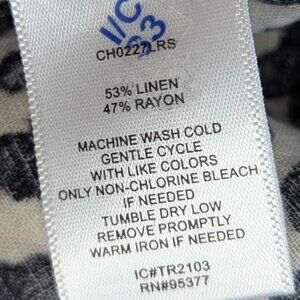 I/C
93
CH0227LRS
53% LINEN
47% RAYON
MACHINE WASH COLD
GENTLE CYCLE
WITH LIKE COLORS
ONLY NON-CHLORINE BLEACH
IF NEEDED
TUMBLE DRY LOW
REMOVE PROMPTLY
WARM IRON IF NEEDED
IC#TR2103
RN#95377